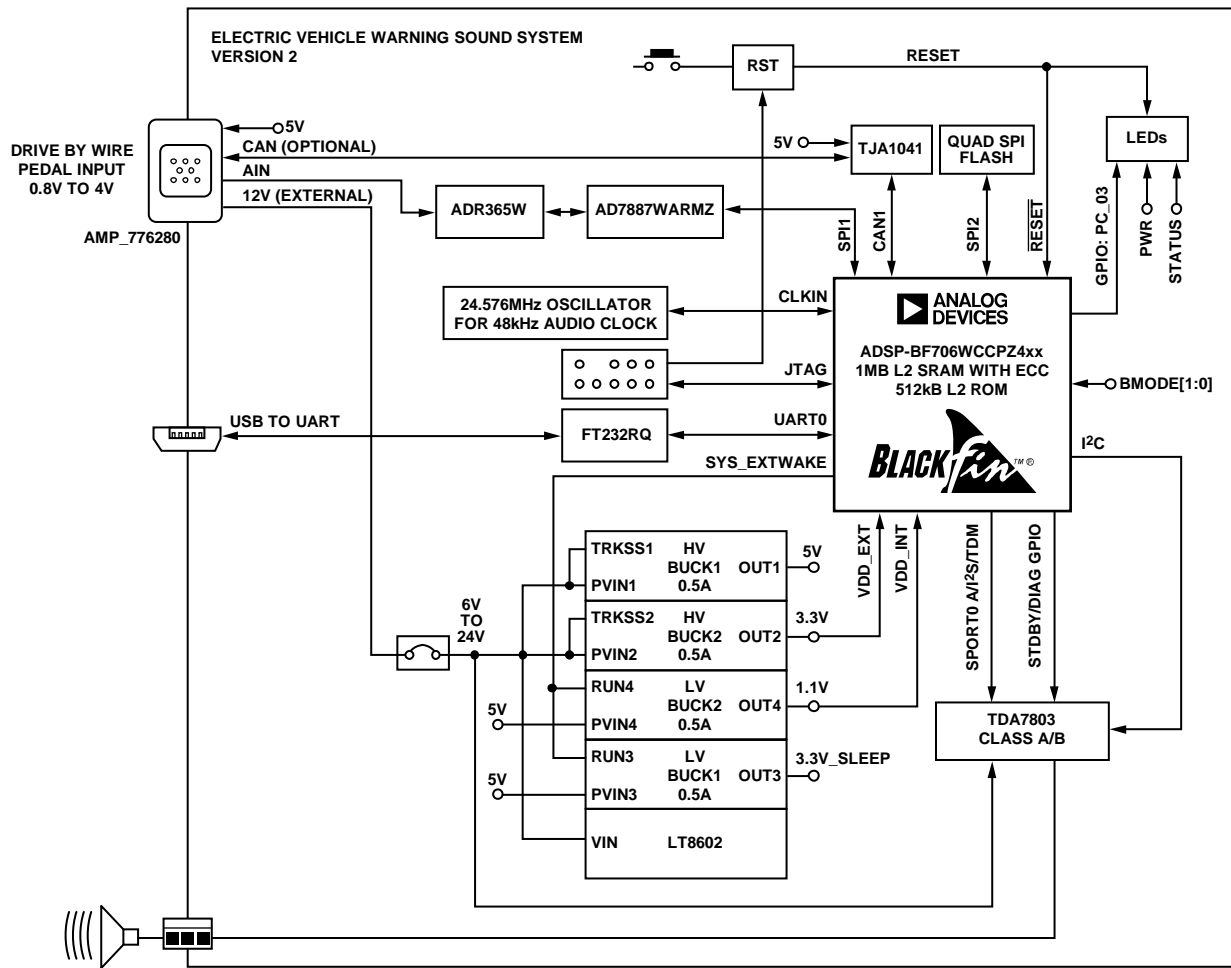 ELECTRIC VEHICLE WARNING SOUND SYSTEM
VERSION 2
RST
RESET
5V
CAN (OPTIONAL)
AIN
12V (EXTERNAL)
DRIVE BY WIRE
PEDAL INPUT
0.8V TO 4V
AMP_776280
5V
TJA1041
QUAD SPI
FLASH
LEDs
ADR365W
AD7887WARMZ
SPI1
CAN1
SPI2
RESET
GPIO: PC_03
PWR
STATUS
24.576MHz OSCILLATOR
FOR 48kHz AUDIO CLOCK
CLKIN
JTAG
USB TO UART
FT232RQ
UART0
SYS_EXTWAKE
ANALOG
DEVICES
ADSP-BF706WCCPZ4xx
1MB L2 SRAM WITH ECC
512kB L2 ROM
BLACKfin™®
BMODE[1:0]
I²C
VDD_EXT
VDD_INT
SPORT0 A/I²S/TDM
STDBY/DIAG GPIO
6V
TO
24V
TRKSS1
PVIN1
HV
BUCK1
0.5A
OUT1
5V
TRKSS2
PVIN2
HV
BUCK2
0.5A
OUT2
3.3V
RUN4
5V
PVIN4
LV
BUCK2
0.5A
OUT4
1.1V
RUN3
5V
PVIN3
LV
BUCK1
0.5A
OUT3
3.3V_SLEEP
VIN
LT8602
TDA7803
CLASS A/B